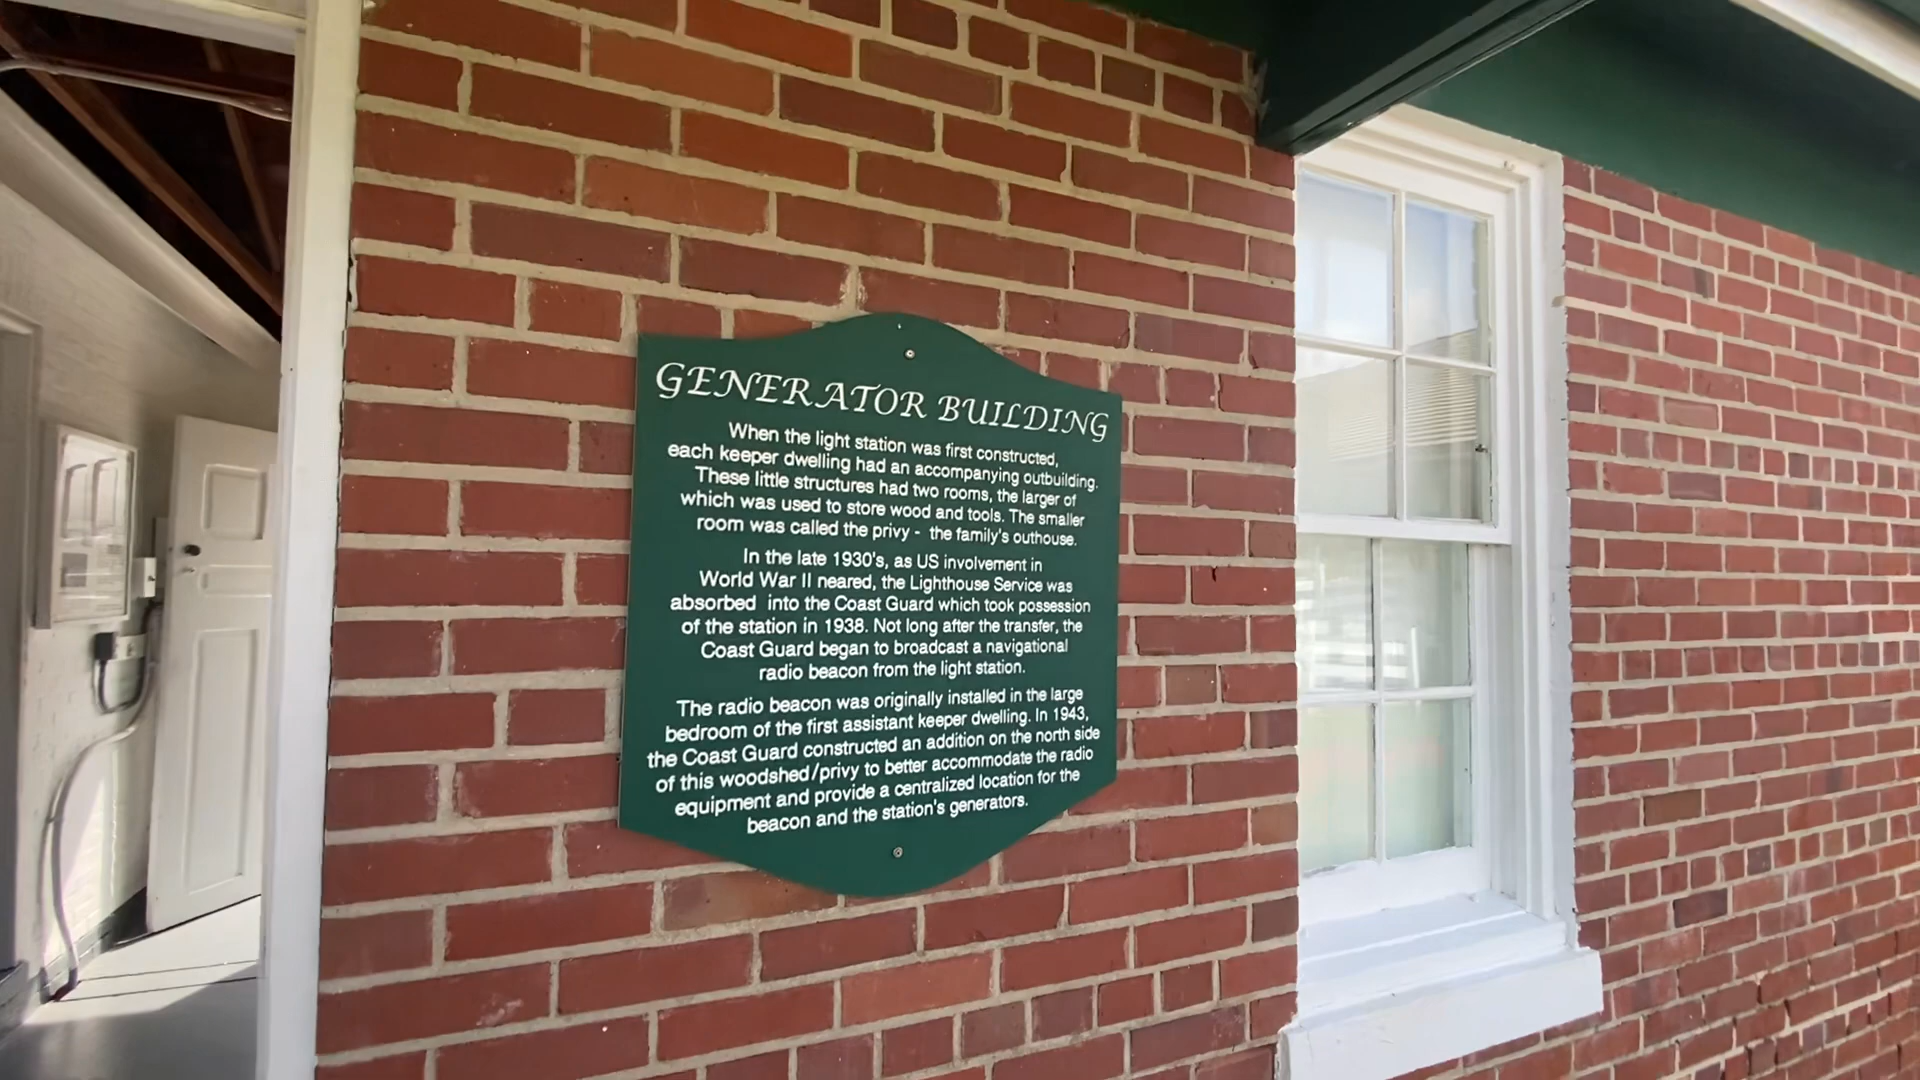 GENERATOR BUILDING
When the light station was first constructed,
each keeper dwelling had an accompanying outbuilding.
These little structures had two rooms, the larger of
which was used to store wood and tools. The smaller
room was called the privy - the family's outhouse.
In the late 1930's, as US involvement in
World War II neared, the Lighthouse Service was
absorbed into the Coast Guard which took possession
of the station in 1938. Not long after the transfer, the
Coast Guard began to broadcast a navigational
radio beacon from the light station.
The radio beacon was originally installed in the large
bedroom of the first assistant keeper dwelling. In 1943,
the Coast Guard constructed an addition on the north side
of this woodshed/privy to better accommodate the radio
equipment and provide a centralized location for the
beacon and the station's generators.